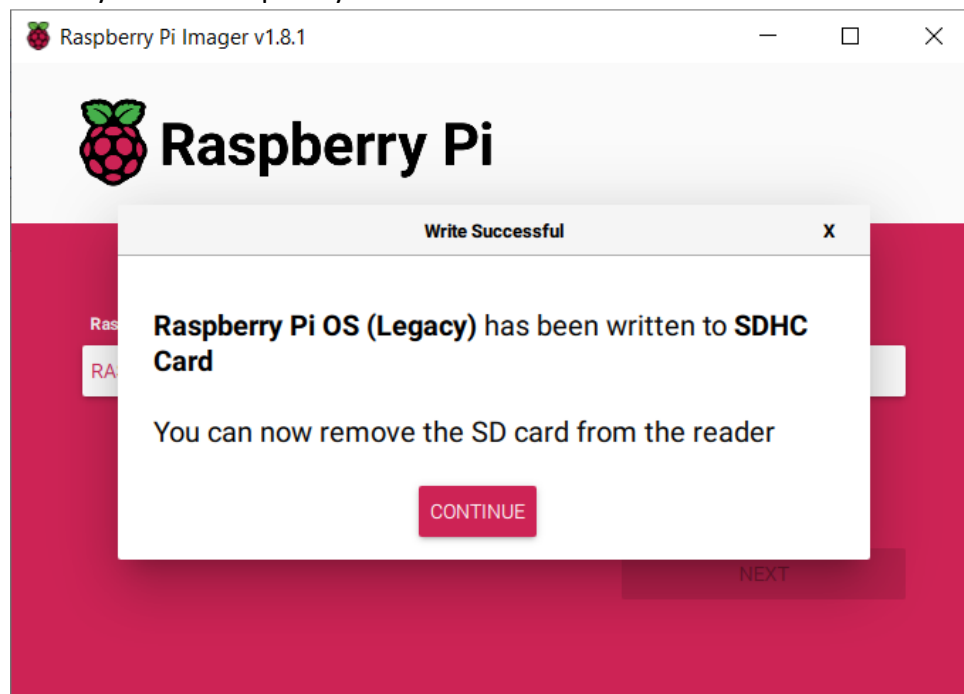 Raspberry Pi Imager v1.8.1
Raspberry Pi
Write Successful X
Raspberry Pi OS (Legacy) has been written to SDHC
Card
You can now remove the SD card from the reader
CONTINUE
NEXT